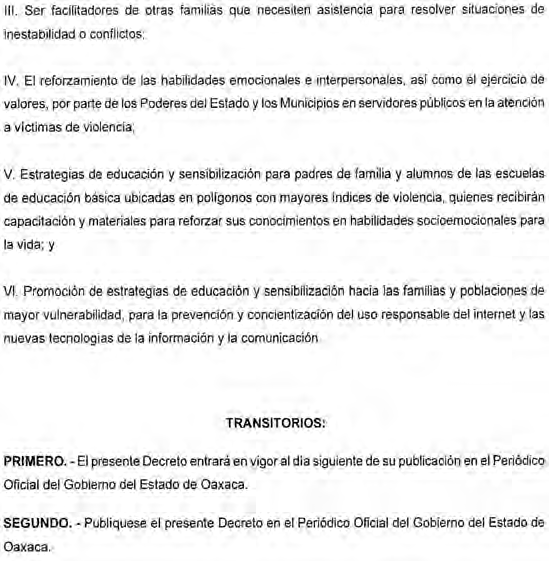 III. Ser facilitadores de otras familias que necesiten asistencia para resolver situaciones de
inestabilidad o conflictos;
IV. El reforzamiento de las habilidades emocionales e interpersonales, así como el ejercicio de
valores, por parte de los Poderes del Estado y los Municipios en servidores públicos en la atención
a víctimas de violencia;
V. Estrategias de educación y sensibilización para padres de familia y alumnos de las escuelas
de educación básica ubicadas en polígonos con mayores índices de violencia, quienes recibirán
capacitación y materiales para reforzar sus conocimientos en habilidades socioemocionales para
la vida; y
VI. Promoción de estrategias de educación y sensibilización hacia las familias y poblaciones de
mayor vulnerabilidad, para la prevención y concientización del uso responsable del internet y las
nuevas tecnologías de la información y la comunicación
TRANSITORIOS:
PRIMERO. - El presente Decreto entrará en vigor al día siguiente de su publicación en el Periódico
Oficial del Gobierno del Estado de Oaxaca.
SEGUNDO. - Publíquese el presente Decreto en el Periódico Oficial del Gobierno del Estado de
Oaxaca.